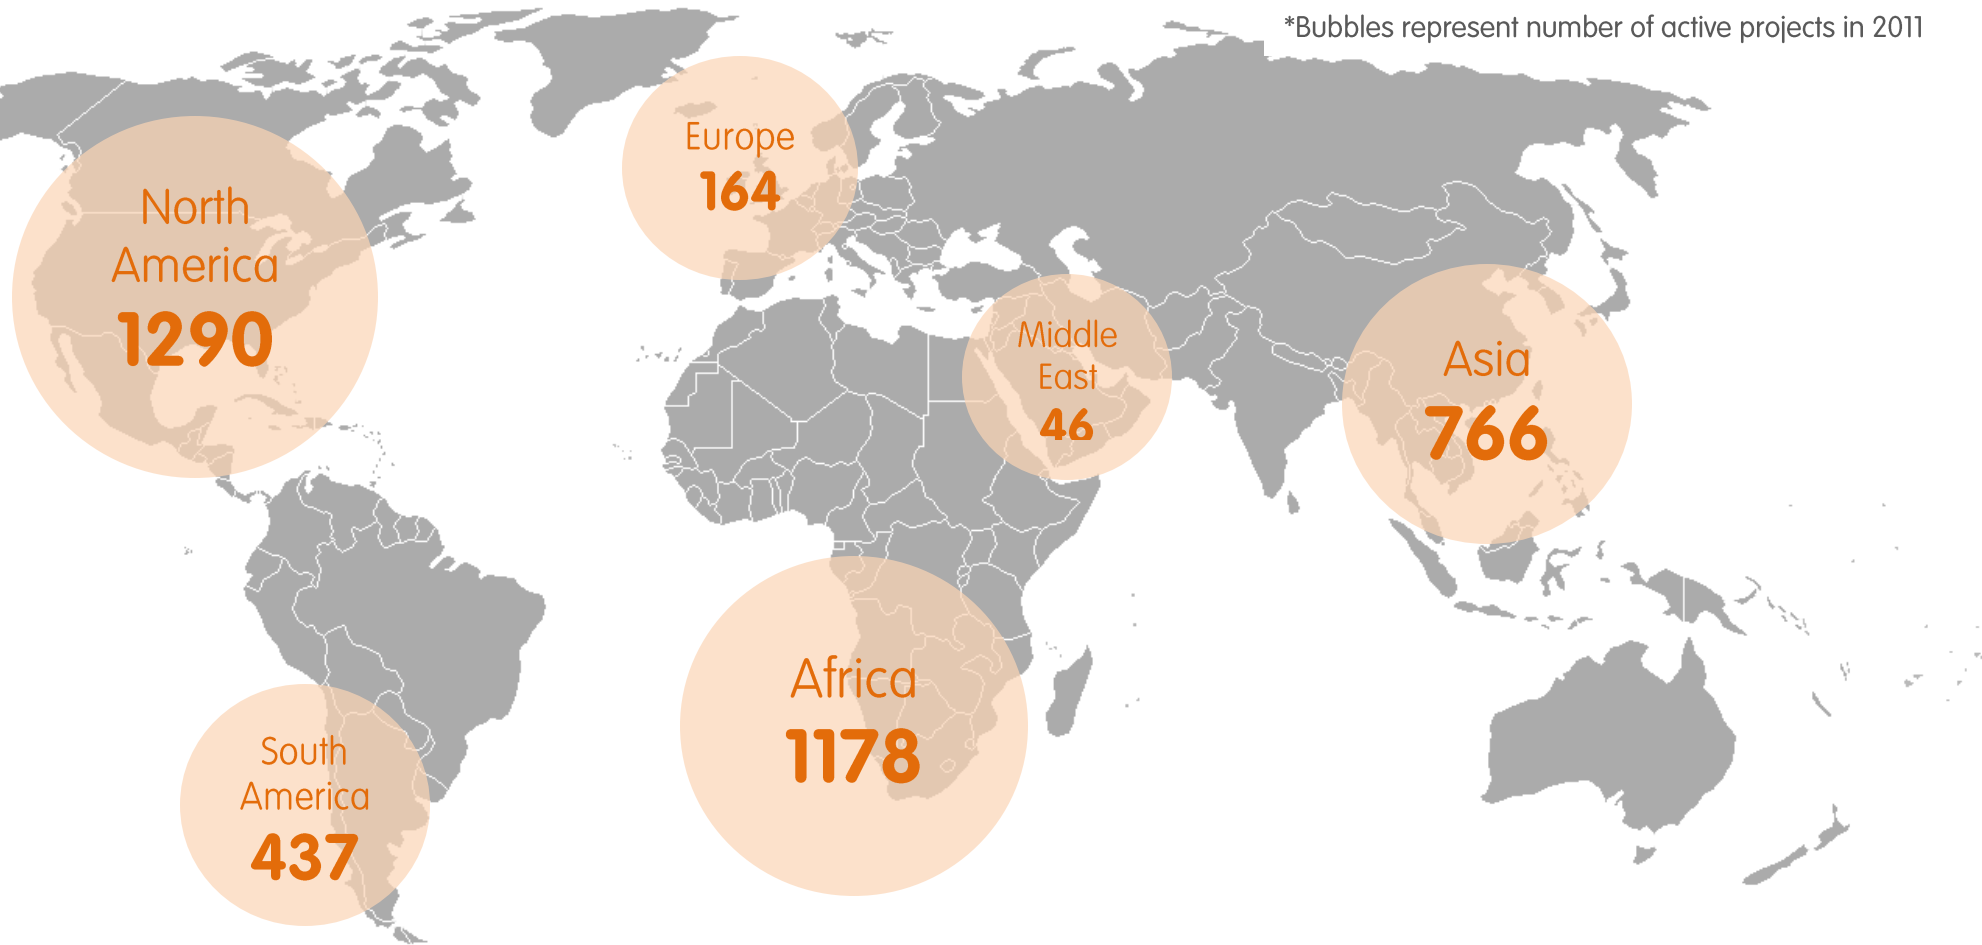 *Bubbles represent number of active projects in 2011
Europe
164
North
America
1290
Middle
East
46
Asia
766
Africa
1178
South
America
437